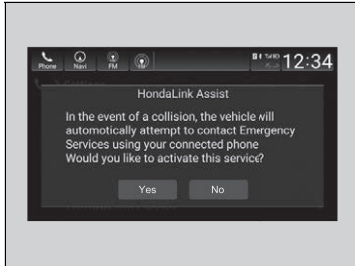 Phone Navi FM 12:34
HondaLink Assist
In the event of a collision, the vehicle will
automotically attempt to contact Emergency
Services using your connected phone
Would you like to activate this service?
Yes No